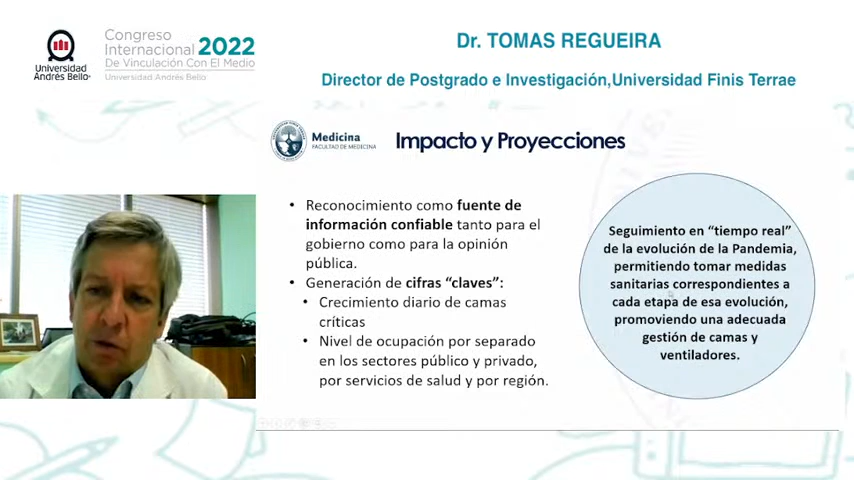 Universidad
Andrés Bello
Congreso
Internacional 2022
De Vinculación Con El Medio
Universidad Andrés Bello
Dr. TOMAS REGUEIRA
Director de Postgrado e Investigación,Universidad Finis Terrae
Medicina
FACULTAD DE MEDICINA
Impacto y Proyecciones
• Reconocimiento como fuente de
información confiable tanto para el
gobierno como para la opinión
pública.
• Generación de cifras “claves”:
• Crecimiento diario de camas
críticas
• Nivel de ocupación por separado
en los sectores público y privado,
por servicios de salud y por región.
Seguimiento en “tiempo real”
de la evolución de la Pandemia,
permitiendo tomar medidas
sanitarias correspondientes a
cada etapa de esa evolución,
promoviendo una adecuada
gestión de camas y
ventiladores.